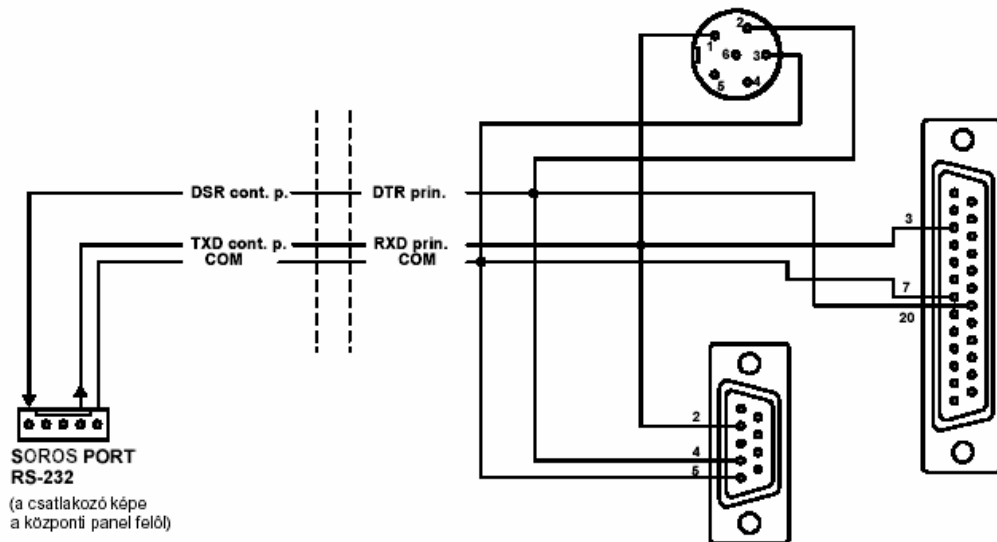 2
1
6
3
5
4
DSR cont. p.
DTR prin.
TXD cont. p.
RXD prin.
COM
COM
3
7
20
2
4
5
SOROS PORT
RS-232
(a csatlakozó képe
a központi panel felől)